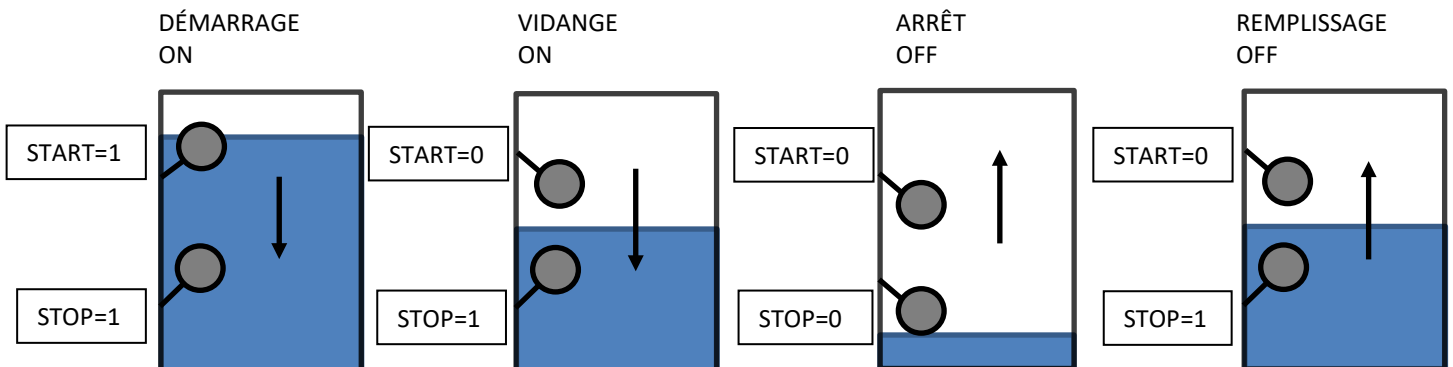 DÉMARRAGE
ON
VIDANGE
ON
ARRÊT
OFF
REMPLISSAGE
OFF
START=1
START=0
START=0
START=0
STOP=1
STOP=1
STOP=0
STOP=1